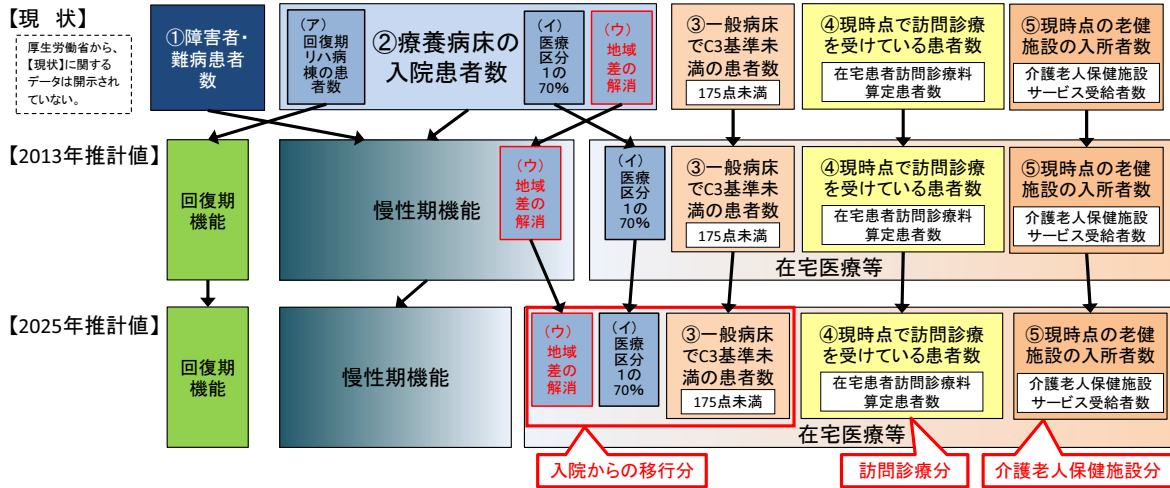 【現 状】
厚生労働省から、
【現状】に関する
データは開示され
ていない。
①障害者・
難病患者
数
(ア)
回復期
リハ病
棟の患
者数
②療養病床の
入院患者数
(イ)
医療
区分
1の
70%
(ウ)
地域
差の
解消
③一般病床
でC3基準未
満の患者数
175点未満
④現時点で訪問診療
を受けている患者数
在宅患者訪問診療料
算定患者数
⑤現時点の老健
施設の入所者数
介護老人保健施設
サービス受給者数
【2013年推計値】
回復期
機能
慢性期機能
(ウ)
地域
差の
解消
(イ)
医療
区分
1の
70%
③一般病床
でC3基準未
満の患者数
175点未満
④現時点で訪問診療
を受けている患者数
在宅患者訪問診療料
算定患者数
⑤現時点の老健
施設の入所者数
介護老人保健施設
サービス受給者数
在宅医療等
【2025年推計値】
回復期
機能
慢性期機能
(ウ)
地域
差の
解消
(イ)
医療
区分
1の
70%
③一般病床
でC3基準未
満の患者数
175点未満
④現時点で訪問診療
を受けている患者数
在宅患者訪問診療料
算定患者数
⑤現時点の老健
施設の入所者数
介護老人保健施設
サービス受給者数
在宅医療等
入院からの移行分
訪問診療分
介護老人保健施設分